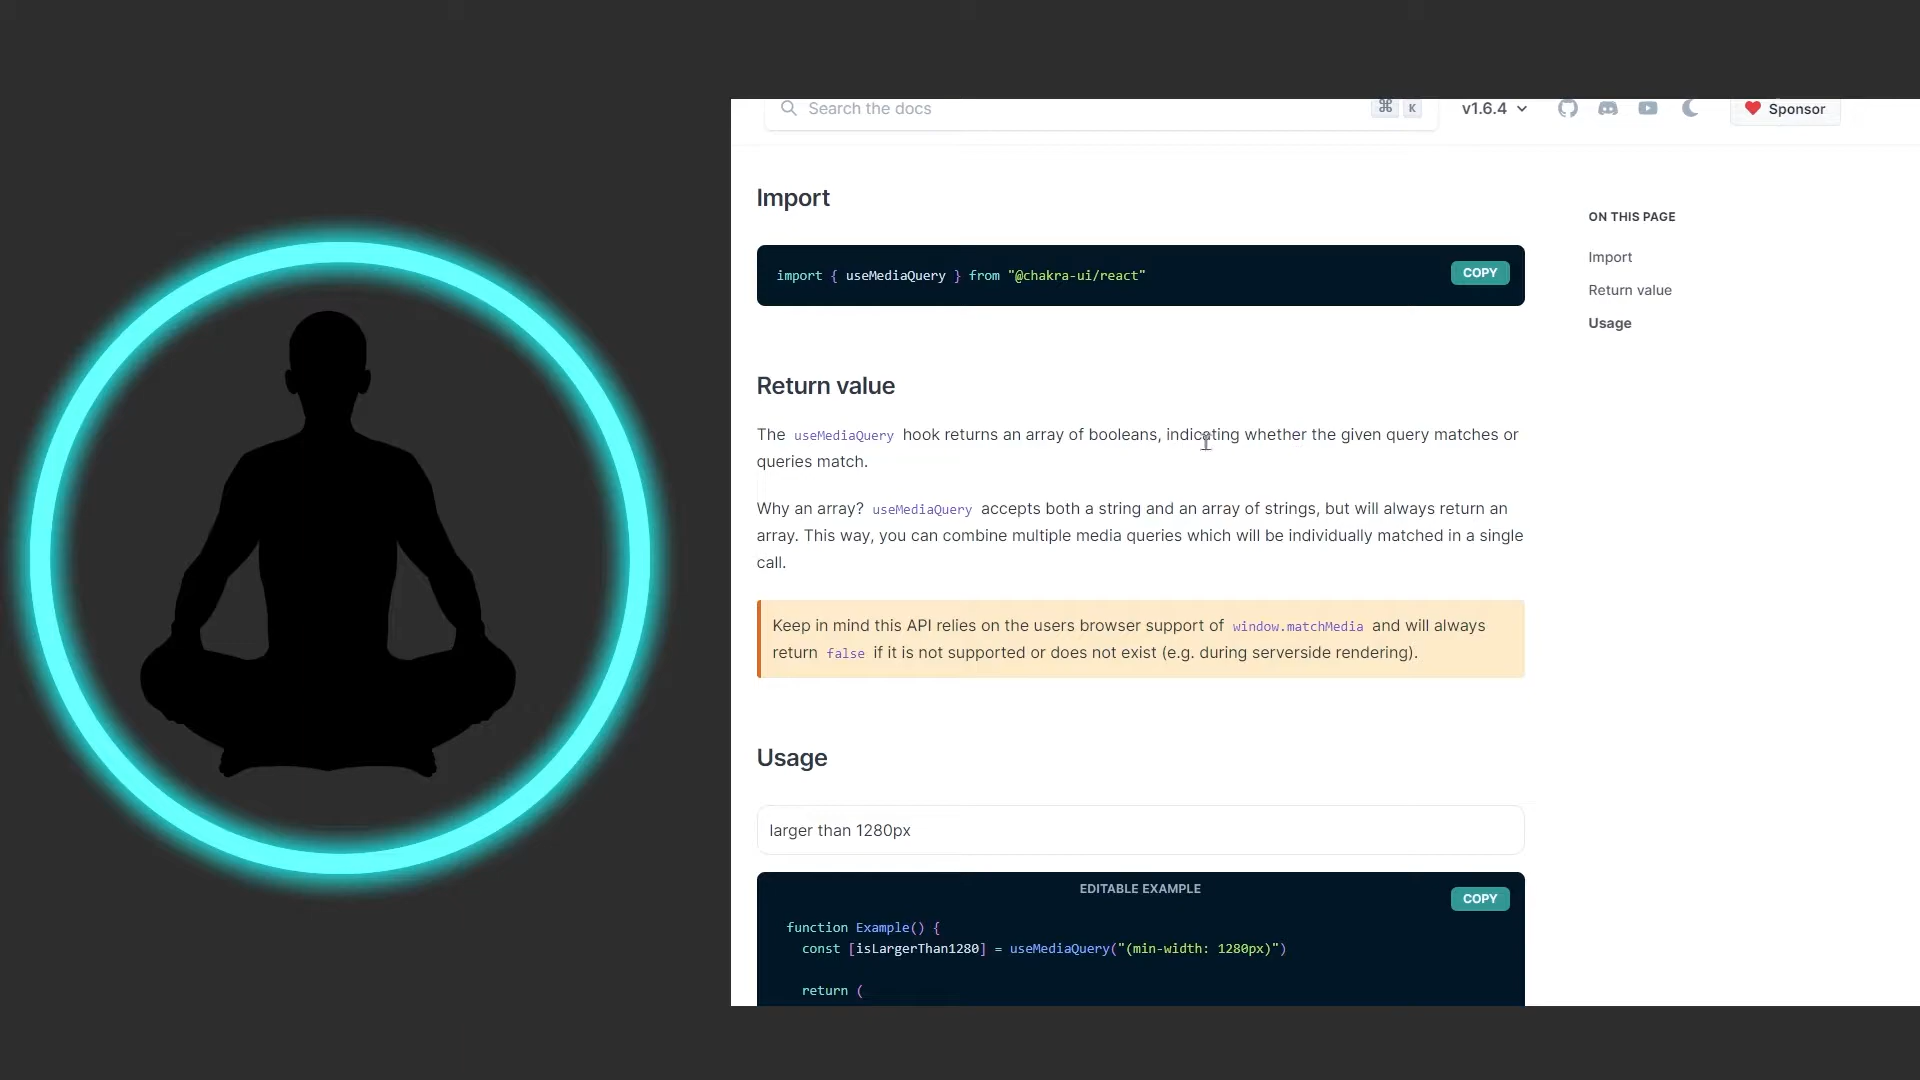 Search the docs
⌘ K
v1.6.4
Sponsor
Import
import { useMediaQuery } from "@chakra-ui/react"
COPY
ON THIS PAGE
Import
Return value
Usage
Return value
The useMediaQuery hook returns an array of booleans, indicating whether the given query matches or
queries match.
Why an array? useMediaQuery accepts both a string and an array of strings, but will always return an
array. This way, you can combine multiple media queries which will be individually matched in a single
call.
Keep in mind this API relies on the users browser support of window.matchMedia and will always
return false if it is not supported or does not exist (e.g. during serverside rendering).
Usage
larger than 1280px
EDITABLE EXAMPLE
COPY
function Example() {
const [isLargerThan1280] = useMediaQuery("(min-width: 1280px)")
return (